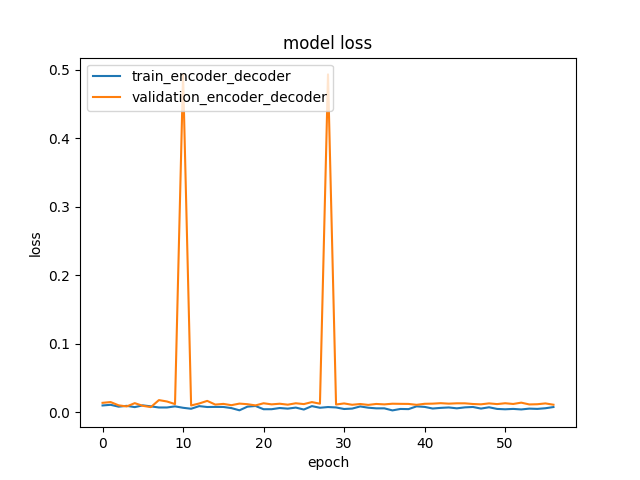 model loss
train_encoder_decoder
validation_encoder_decoder
loss
0.5
0.4
0.3
0.2
0.1
0.0
0 10 20 30 40 50
epoch